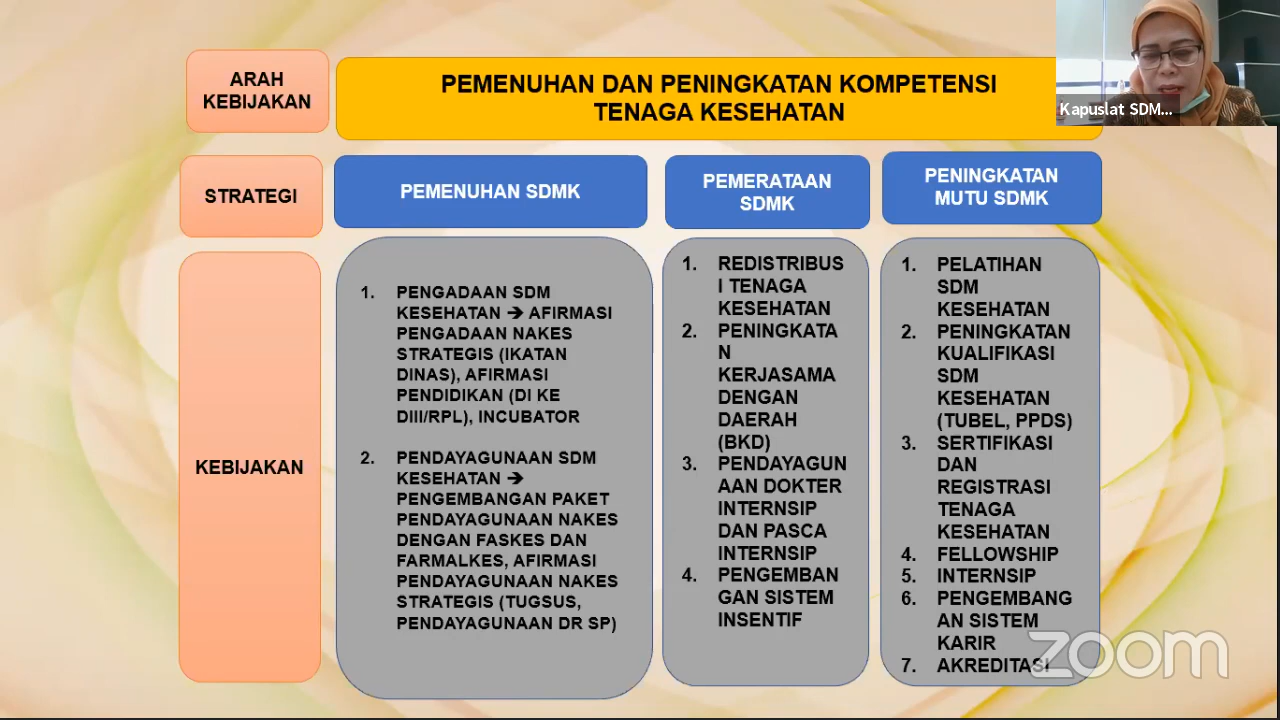 ARAH
KEBIJAKAN
PEMENUHAN DAN PENINGKATAN KOMPETENSI
TENAGA KESEHATAN
Kapuslat SDM...
STRATEGI
PEMENUHAN SDMK
PEMERATAAN
SDMK
PENINGKATAN
MUTU SDMK
KEBIJAKAN
1. PENGADAAN SDM
KESEHATAN ➔ AFIRMASI
PENGADAAN NAKES
STRATEGIS (IKATAN
DINAS), AFIRMASI
PENDIDIKAN (DI KE
DIII/RPL), INCUBATOR
2. PENDAYAGUNAAN SDM
KESEHATAN ➔
PENGEMBANGAN PAKET
PENDAYAGUNAAN NAKES
DENGAN FASKES DAN
FARMALKES, AFIRMASI
PENDAYAGUNAAN NAKES
STRATEGIS (TUGSUS,
PENDAYAGUNAAN DR SP)
1. REDISTRIBUS
I TENAGA
KESEHATAN
2. PENINGKATA
N
KERJASAMA
DENGAN
DAERAH
(BKD)
3. PENDAYAGUN
AAN DOKTER
INTERNSIP
DAN PASCA
INTERNSIP
4. PENGEMBAN
GAN SISTEM
INSENTIF
1. PELATIHAN
SDM
KESEHATAN
2. PENINGKATAN
KUALIFIKASI
SDM
KESEHATAN
(TUBEL, PPDS)
3. SERTIFIKASI
DAN
REGISTRASI
TENAGA
KESEHATAN
4. FELLOWSHIP
5. INTERNSIP
6. PENGEMBANG
AN SISTEM
KARIR
7. AKREDITASI
zoom